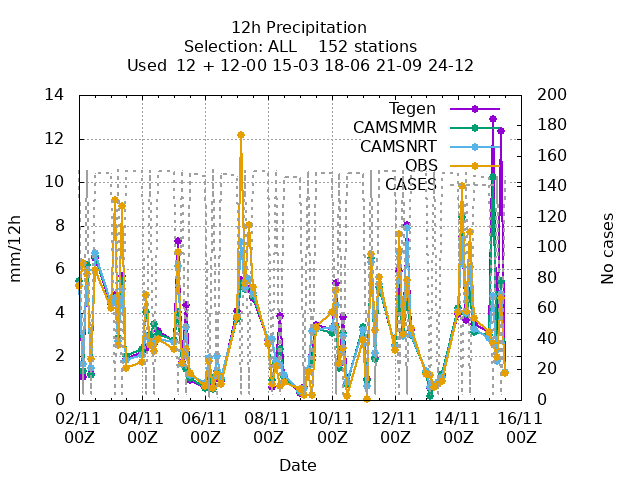 12h Precipitation
Selection: ALL    152 stations
Used  12 + 12-00 15-03 18-06 21-09 24-12
mm/12h
14
12
10
8
6
4
2
0
Tegen
CAMSMMR
CAMSNRT
OBS
CASES
200
180
160
140
120
100
80
60
40
20
0
No cases
02/11 04/11 06/11 08/11 10/11 12/11 14/11 16/11
00Z 00Z 00Z 00Z 00Z 00Z 00Z 00Z
Date